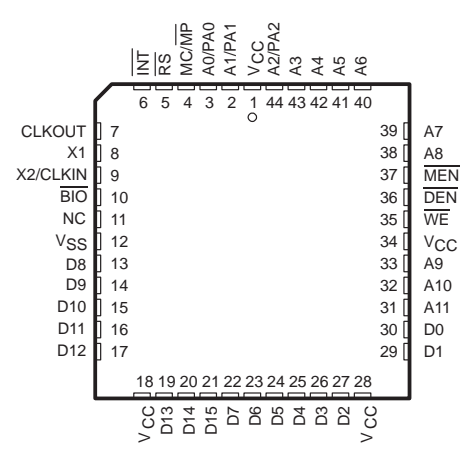 INT
RS
MC/MP
A0/PA0
A1/PA1
VCC
A2/PA2
A3
A4
A5
A6
6 5 4 3 2 1 44 43 42 41 40
CLKOUT 7
X1 8
X2/CLKIN 9
BIO 10
NC 11
VSS 12
D8 13
D9 14
D10 15
D11 16
D12 17
39 A7
38 A8
37 MEN
36 DEN
35 WE
34 VCC
33 A9
32 A10
31 A11
30 D0
29 D1
18 19 20 21 22 23 24 25 26 27 28
VCC
D13
D14
D15
D7
D6
D5
D4
D3
D2
VCC